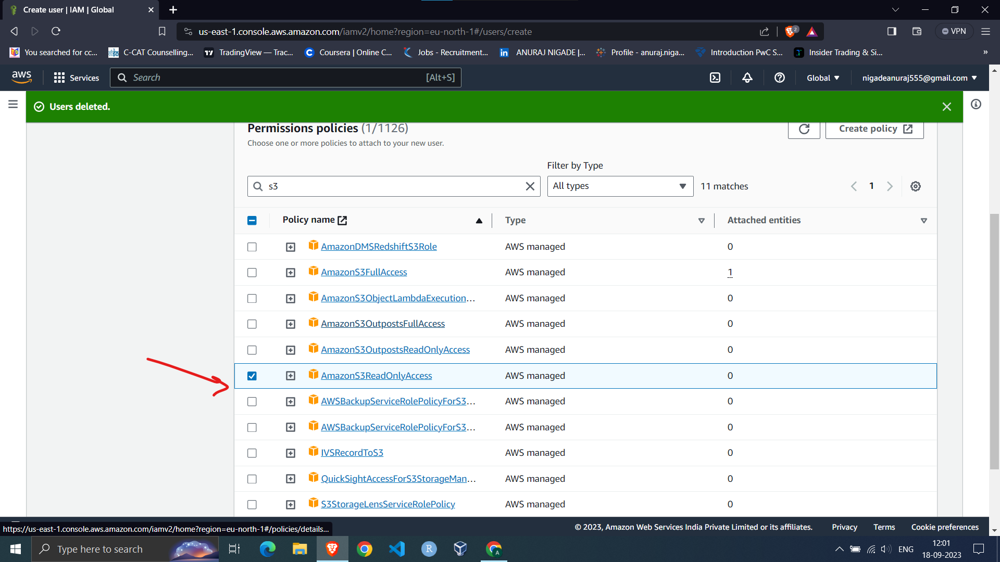 Create user | IAM | Global
us-east-1.console.aws.amazon.com/iamv2/home?region=eu-north-1#/users/create
2
VPN
You searched for cc...
C-CAT Counselling...
TradingView — Trac...
Coursera | Online C...
Jobs - Recruitment...
ANURAJ NIGADE |...
Profile - anuraj.niga...
Introduction PwC S...
Insider Trading & Si...
»
aws
Services
Search
[Alt+S]
Global
nigadeanuraj555@gmail.com
Users deleted.
Permissions policies (1/1126)
Create policy
Choose one or more policies to attach to your new user.
Filter by Type
s3
All types
11 matches
1
Policy name
Type
Attached entities
AmazonDMSRedshiftS3Role AWS managed 0
AmazonS3FullAccess AWS managed 1
AmazonS3ObjectLambdaExecution... AWS managed 0
AmazonS3OutpostsFullAccess AWS managed 0
AmazonS3OutpostsReadOnlyAccess AWS managed 0
AmazonS3ReadOnlyAccess AWS managed 0
AWSBackupServiceRolePolicyForS3... AWS managed 0
AWSBackupServiceRolePolicyForS3... AWS managed 0
IVSRecordToS3 AWS managed 0
QuickSightAccessForS3StorageMan... AWS managed 0
S3StorageLensServiceRolePolicy AWS managed 0
https://us-east-1.console.aws.amazon.com/iamv2/home?region=eu-north-1#/policies/details...
© 2023, Amazon Web Services India Private Limited or its affiliates.
Privacy
Terms
Cookie preferences
Type here to search
R
A
ENG
12:01
18-09-2023